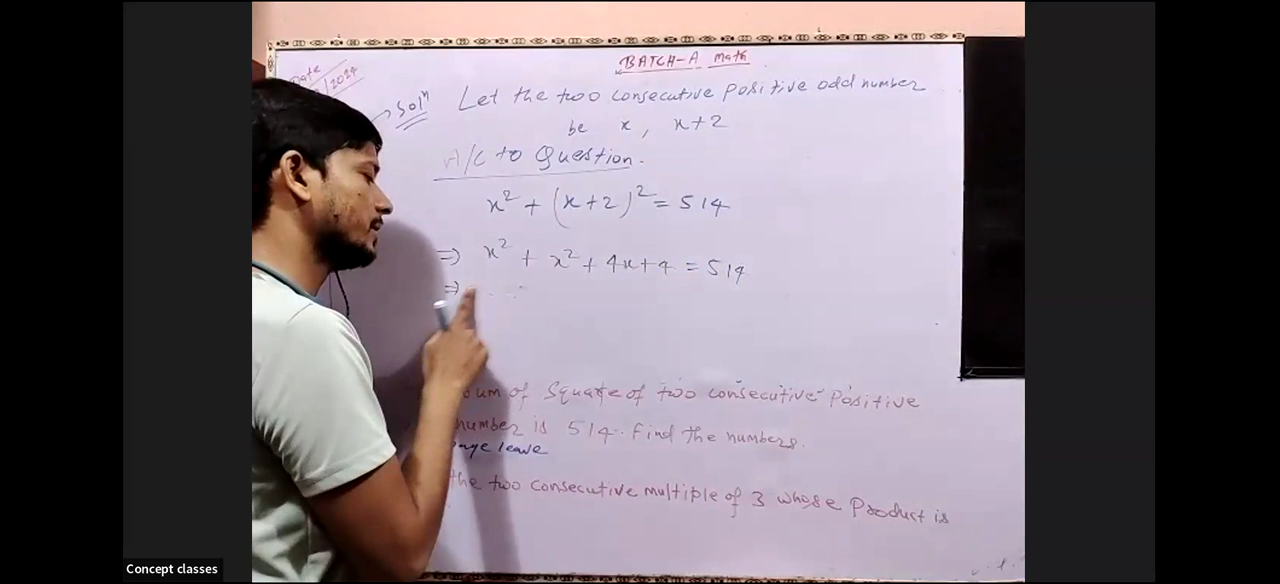 BATCH-A Math
Date
/2024
Solⁿ Let the two consecutive positive odd number
be x, x+2
A/C to Question.
x² + (x+2)² = 514
⇒ x² + x² + 4x + 4 = 514
⇒
sum of Square of two consecutive Positive
number is 514. Find the numbers.
leave
the two consecutive multiple of 3 whose Product is
Concept classes